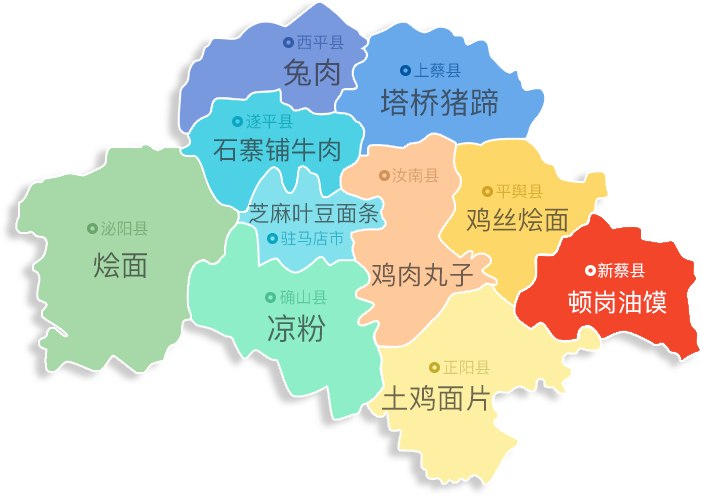 西平县
兔肉
上蔡县
塔桥猪蹄
遂平县
石寨铺牛肉
汝南县
鸡肉丸子
平舆县
鸡丝烩面
芝麻叶豆面条
驻马店市
泌阳县
烩面
新蔡县
顿岗油馍
确山县
凉粉
正阳县
土鸡面片